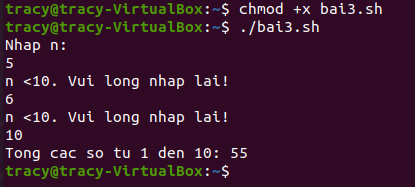 tracy@tracy-VirtualBox:~$ chmod +x bai3.sh
tracy@tracy-VirtualBox:~$ ./bai3.sh
Nhap n:
5
n <10. Vui long nhap lai!
6
n <10. Vui long nhap lai!
10
Tong cac so tu 1 den 10: 55
tracy@tracy-VirtualBox:~$